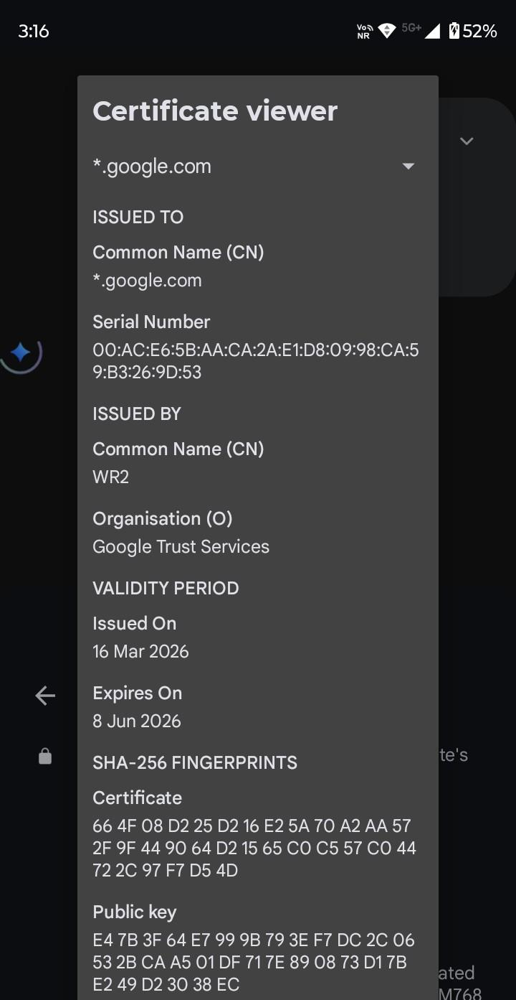 3:16
Vo
NR
5G+
52%
Certificate viewer
*.google.com
ISSUED TO
Common Name (CN)
*.google.com
Serial Number
00:AC:E6:5B:AA:CA:2A:E1:D8:09:98:CA:5
9:B3:26:9D:53
ISSUED BY
Common Name (CN)
WR2
Organisation (O)
Google Trust Services
VALIDITY PERIOD
Issued On
16 Mar 2026
Expires On
8 Jun 2026
te's
SHA-256 FINGERPRINTS
Certificate
66 4F 08 D2 25 D2 16 E2 5A 70 A2 AA 57
2F 9F 44 90 64 D2 15 65 C0 C5 57 C0 44
72 2C 97 F7 D5 4D
Public key
E4 7B 3F 64 E7 99 9B 79 3E F7 DC 2C 06
53 2B CA A5 01 DF 71 7E 89 08 73 D1 7B
E2 49 D2 30 38 EC
ated
M768